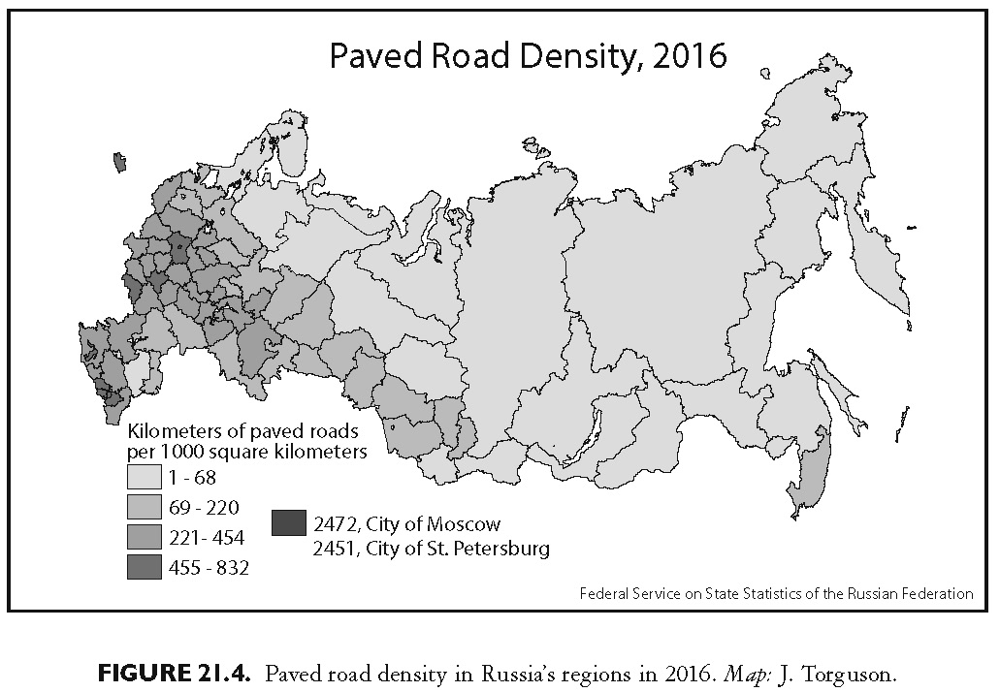 Paved Road Density, 2016
Kilometers of paved roads
per 1000 square kilometers
1 - 68
69 - 220
221- 454
455 - 832
2472, City of Moscow
2451, City of St. Petersburg
Federal Service on State Statistics of the Russian Federation
FIGURE 21.4. Paved road density in Russia's regions in 2016. Map: J. Torguson.